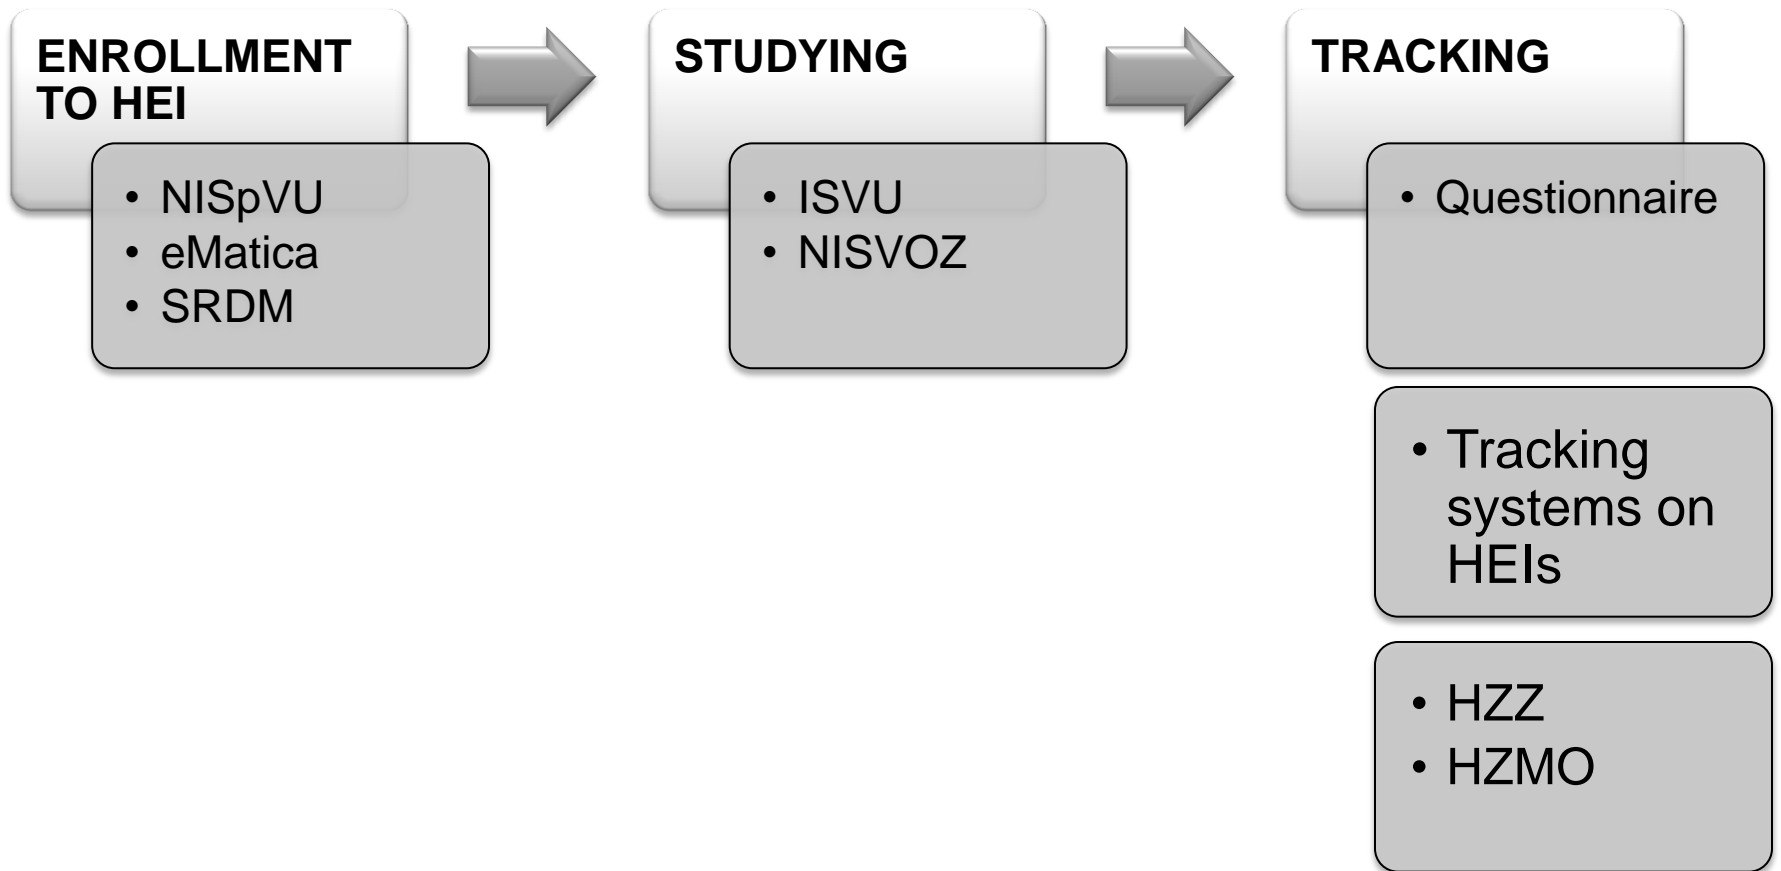 ENROLLMENT
TO HEI
• NISpVU
• eMatica
• SRDM
STUDYING
• ISVU
• NISVOZ
TRACKING
• Questionnaire
• Tracking
systems on
HEIs
• HZZ
• HZMO